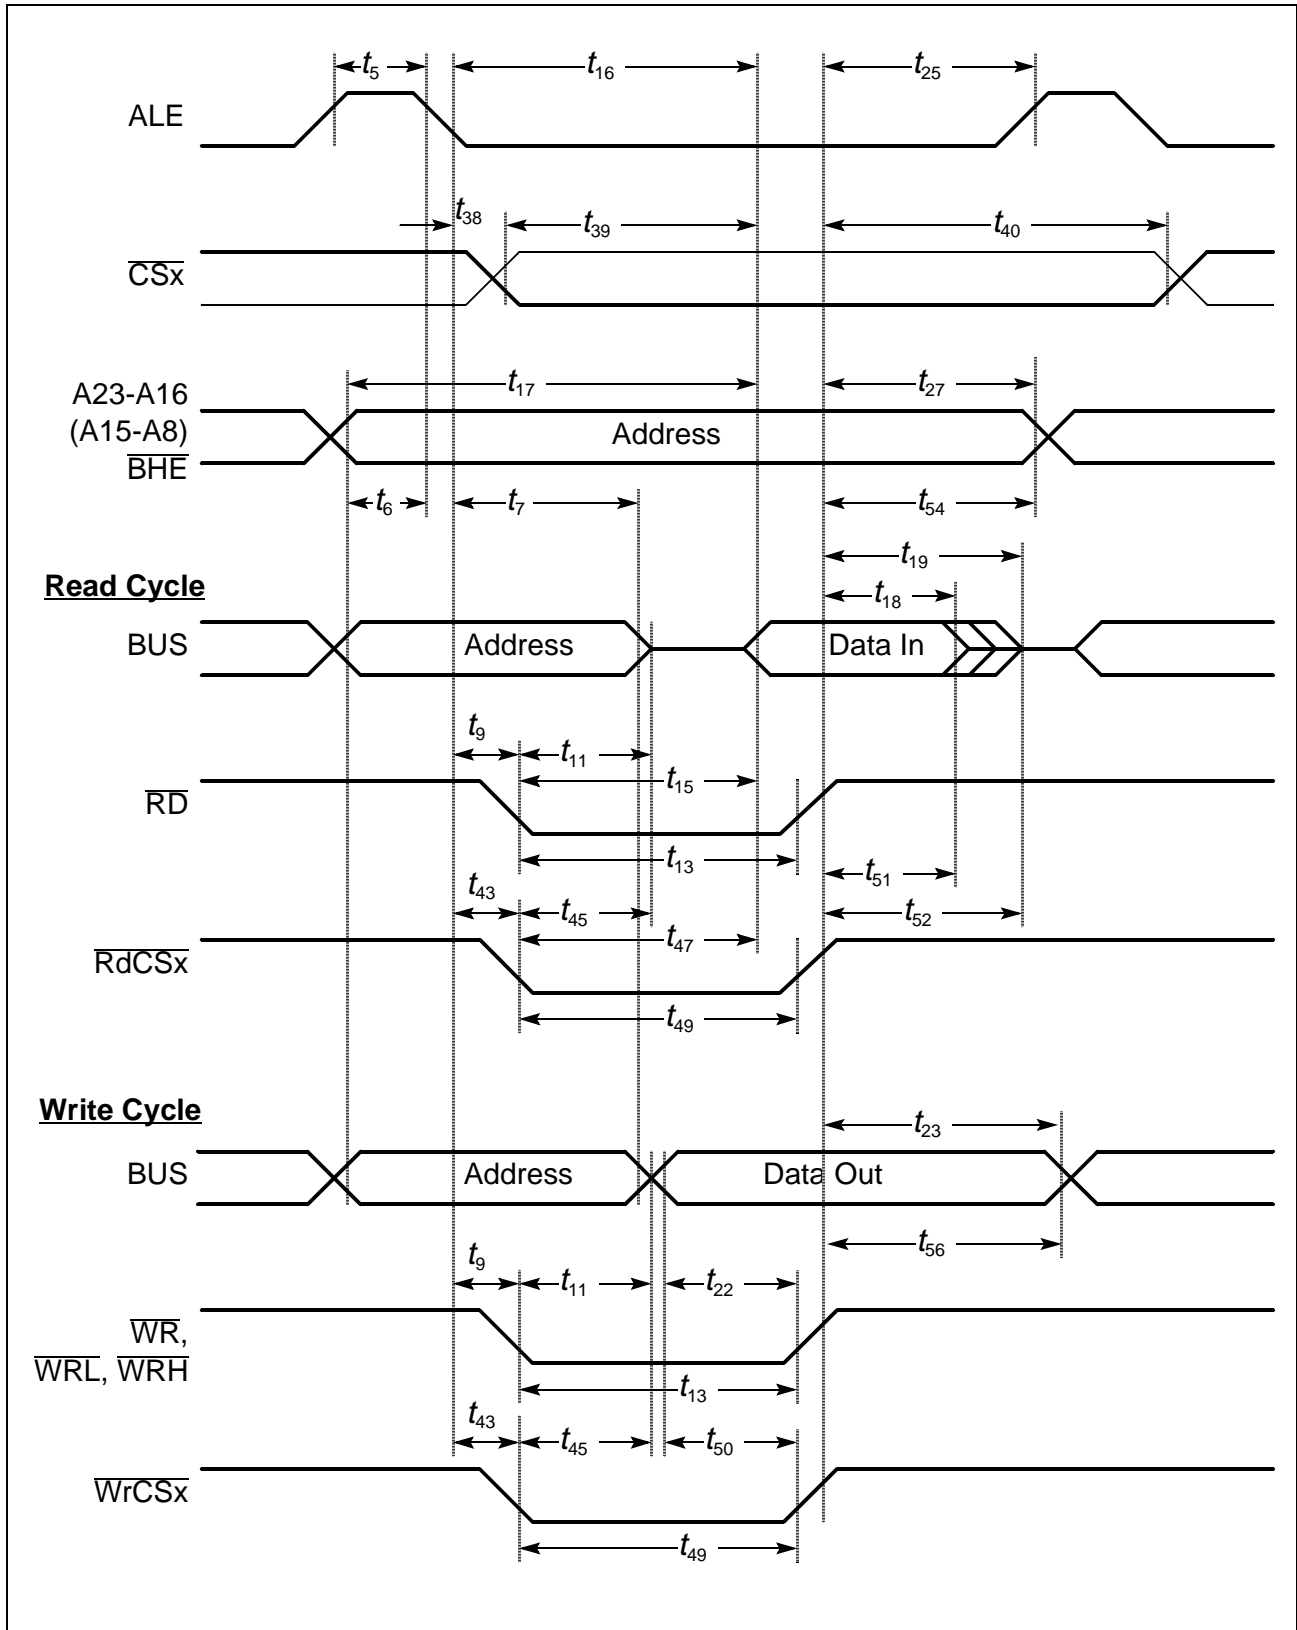 t5 t16 t25
ALE
t38 t39 t40
CSx
t17 t27
A23-A16
(A15-A8) Address
BHE
t6 t7 t54
t19
Read Cycle
t18
BUS Address Data In
t9 t11
t15
RD
t13
t51
t43 t45 t52
t47
RdCSx
t49
Write Cycle
t23
BUS Address Data Out
t56
t9 t11 t22
WR,
WRL, WRH
t13
t43 t45 t50
WrCSx
t49